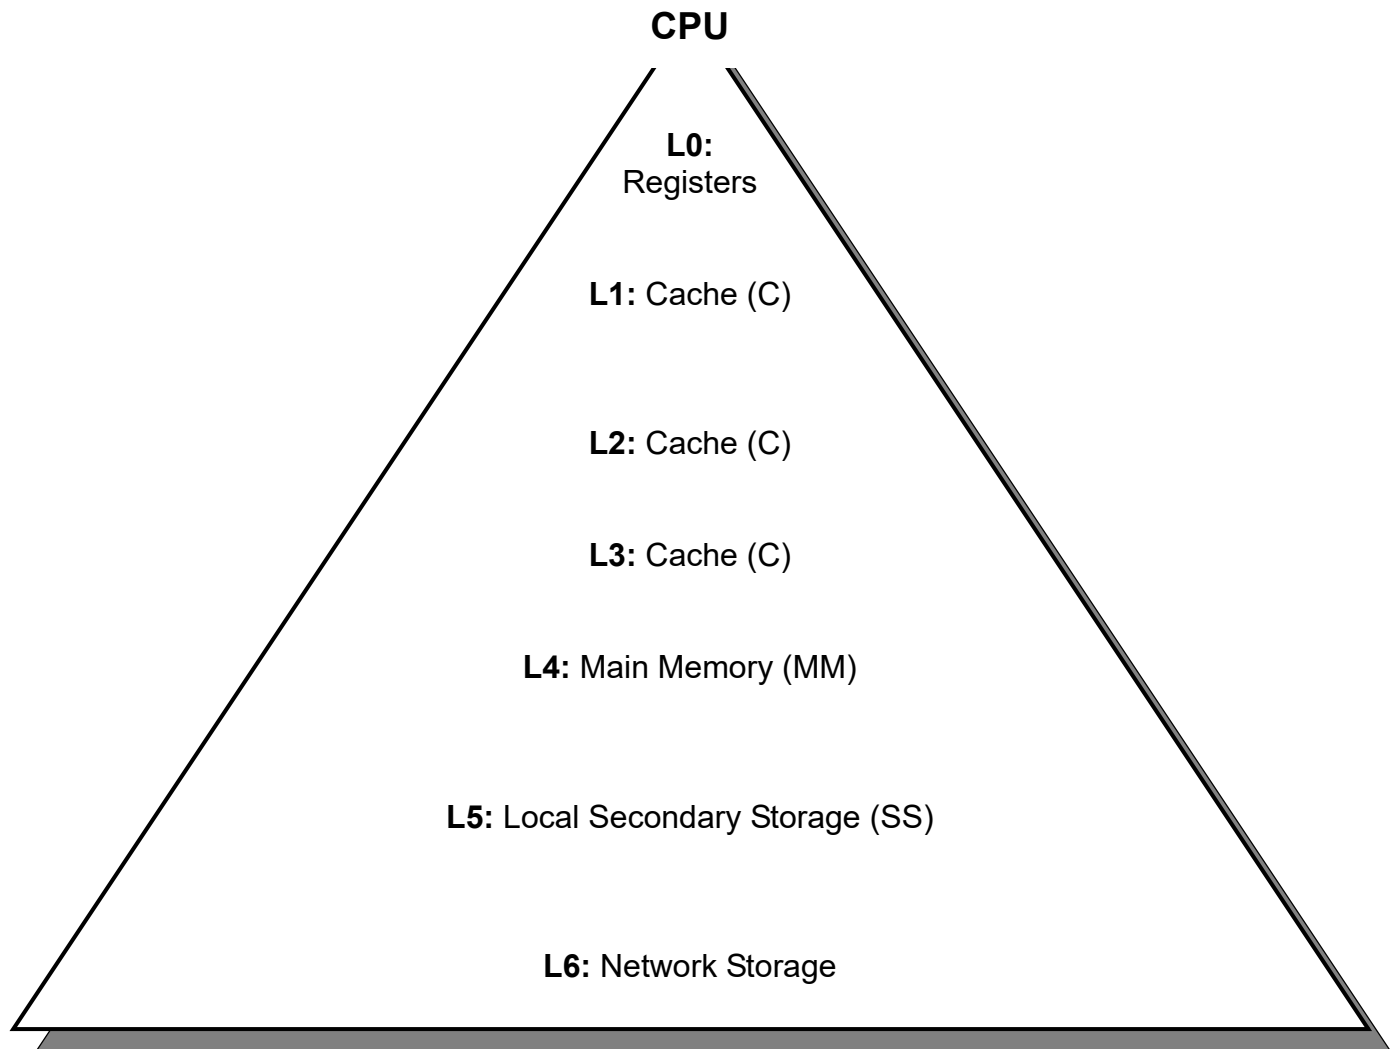 CPU
L0:
Registers
L1: Cache (C)
L2: Cache (C)
L3: Cache (C)
L4: Main Memory (MM)
L5: Local Secondary Storage (SS)
L6: Network Storage